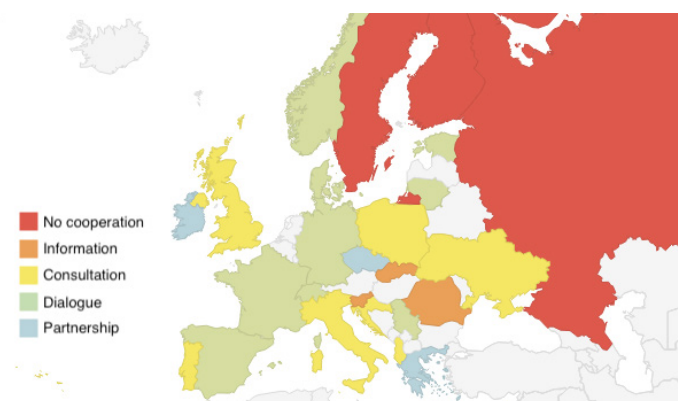 No cooperation
Information
Consultation
Dialogue
Partnership